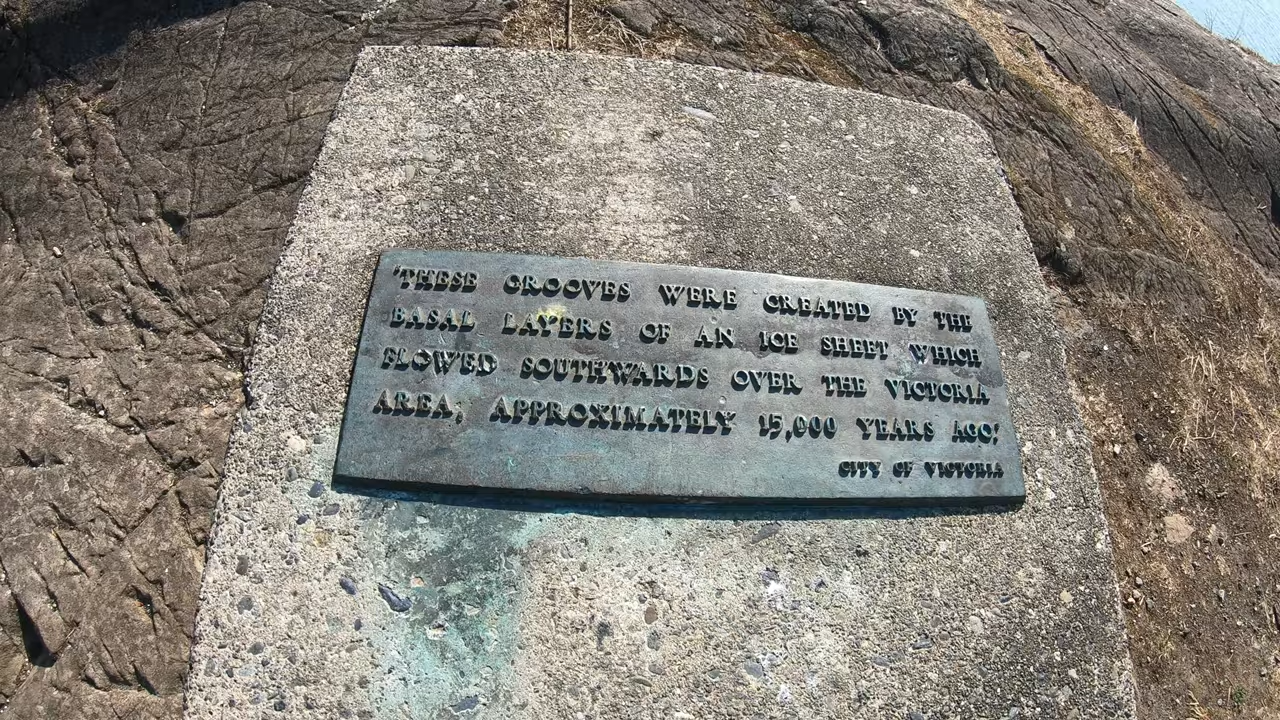 'THESE GROOVES WERE CREATED BY THE
BASAL LAYERS OF AN ICE SHEET WHICH
FLOWED SOUTHWARDS OVER THE VICTORIA
AREA, APPROXIMATELY 15,000 YEARS AGO'.
CITY OF VICTORIA